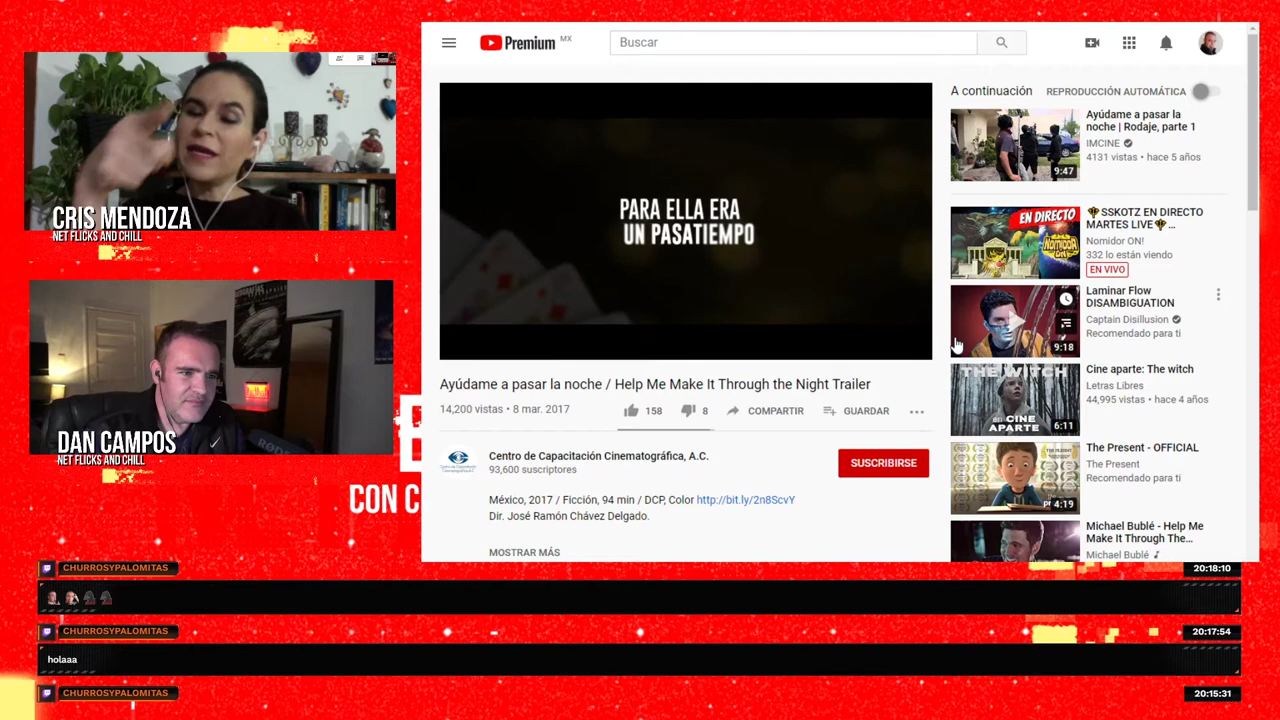 CRIS MENDOZA
NET FLICKS AND CHILL
DAN CAMPOS
NET FLICKS AND CHILL
CON C
Premium MX
Buscar
PARA ELLA ERA
UN PASATIEMPO
Ayúdame a pasar la noche / Help Me Make It Through the Night Trailer
14,200 vistas • 8 mar. 2017
158
8
COMPARTIR
GUARDAR
Centro de Capacitación Cinematográfica, A.C.
93,600 suscriptores
SUSCRIBIRSE
México, 2017 / Ficción, 94 min / DCP, Color http://bit.ly/2n8ScvY
Dir. José Ramón Chávez Delgado.
MOSTRAR MÁS
A continuación
REPRODUCCIÓN AUTOMÁTICA
9:47
Ayúdame a pasar la
noche | Rodaje, parte 1
IMCINE
4131 vistas • hace 5 años
EN DIRECTO
NOMIDOR ON!
SSKOTZ EN DIRECTO
MARTES LIVE ...
Nomidor ON!
332 lo están viendo
EN VIVO
9:18
Laminar Flow
DISAMBIGUATION
Captain Disillusion
Recomendado para ti
THE WITCH
en CINE
APARTE
6:11
Cine aparte: The witch
Letras Libres
44,995 vistas • hace 4 años
4:19
The Present - OFFICIAL
The Present
Recomendado para ti
Michael Bublé - Help Me
Make It Through The...
Michael Bublé
CHURROSYPALOMITAS
20:18:10
CHURROSYPALOMITAS
20:17:54
holaaa
CHURROSYPALOMITAS
20:15:31